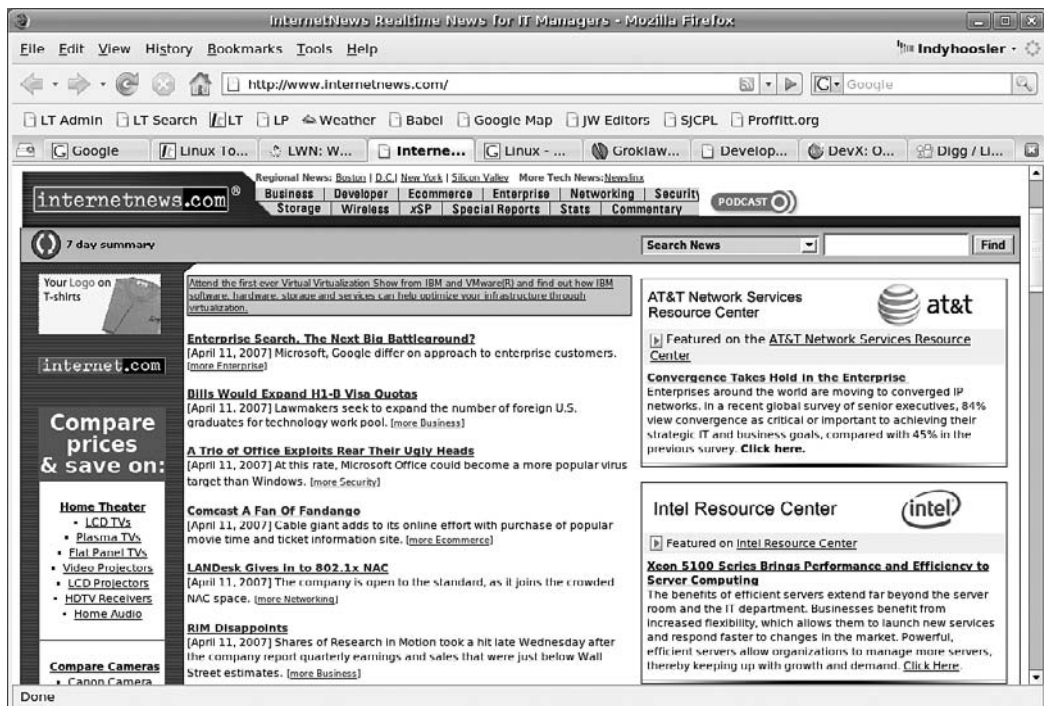 InternetNews Realtime News for IT Managers - Mozilla Firefox
File Edit View History Bookmarks Tools Help
Indyhoosier
http://www.internetnews.com/
Google
LT Admin LT Search LT LP Weather Babel Google Map JW Editors SJCPL Proffitt.org
Google Linux To... LWN: W... Interne... Linux - ... Groklaw... Develop... DevX: O... Digg / Li...
Regional News: Boston | D.C.| New York | Silicon Valley More Tech News:Newslinx
internetnews.com®
Business | Developer | Ecommerce | Enterprise | Networking | Security
Storage | Wireless | xSP | Special Reports | Stats | Commentary
PODCAST
7 day summary
Search News
Find
Your Logo on
T-shirts
internet.com
Compare
prices
& save on:
Home Theater
• LCD TVs
• Plasma TVs
• Flat Panel TVs
• Video Projectors
• LCD Projectors
• HDTV Receivers
• Home Audio
Compare Cameras
• Canon Camera
Attend the first ever Virtual Virtualization Show from IBM and VMware(R) and find out how IBM
software, hardware, storage and services can help optimize your infrastructure through
virtualization.
Enterprise Search, The Next Big Battleground?
[April 11, 2007] Microsoft, Google differ on approach to enterprise customers.
[more Enterprise]
Bills Would Expand H1-B Visa Quotas
[April 11, 2007] Lawmakers seek to expand the number of foreign U.S.
graduates for technology work pool. [more Business]
A Trio of Office Exploits Rear Their Ugly Heads
[April 11, 2007] At this rate, Microsoft Office could become a more popular virus
target than Windows. [more Security]
Comcast A Fan Of Fandango
[April 11, 2007] Cable giant adds to its online effort with purchase of popular
movie time and ticket information site. [more Ecommerce]
LANDesk Gives in to 802.1x NAC
[April 11, 2007] The company is open to the standard, as it joins the crowded
NAC space. [more Networking]
RIM Disappoints
[April 11, 2007] Shares of Research in Motion took a hit late Wednesday after
the company report quarterly earnings and sales that were just below Wall
Street estimates. [more Business]
AT&T Network Services
Resource Center
at&t
Featured on the AT&T Network Services Resource
Center
Convergence Takes Hold in the Enterprise
Enterprises around the world are moving to converged IP
networks. In a recent global survey of senior executives, 84%
view convergence as critical or important to achieving their
strategic IT and business goals, compared with 45% in the
previous survey. Click here.
Intel Resource Center
intel
Featured on Intel Resource Center
Xeon 5100 Series Brings Performance and Efficiency to
Server Computing
The benefits of efficient servers extend far beyond the server
room and the IT department. Businesses benefit from
increased flexibility, which allows them to launch new services
and respond faster to changes in the market. Powerful,
efficient servers allow organizations to manage more servers,
thereby keeping up with growth and demand. Click Here.
Done